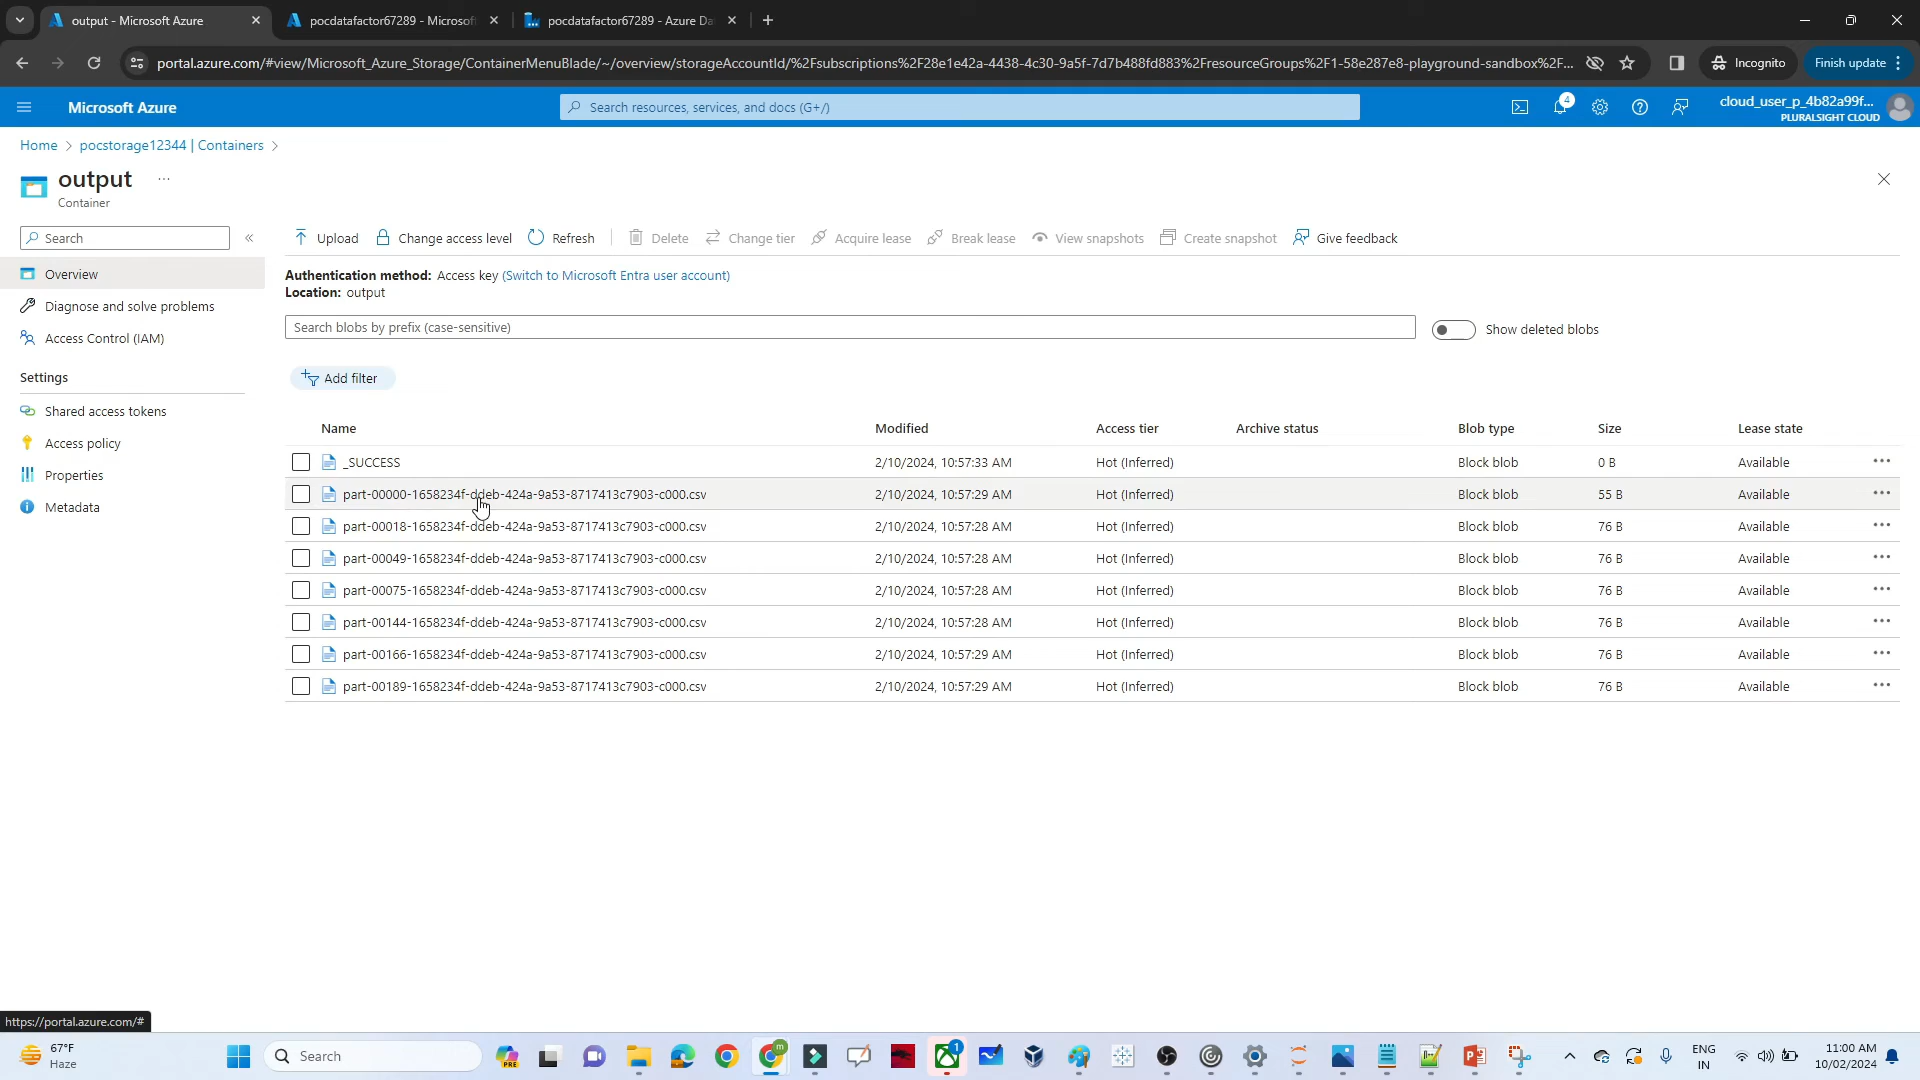 output - Microsoft Azure
pocdatafactor67289 - Microsof
pocdatafactor67289 - Azure Da
portal.azure.com/#view/Microsoft_Azure_Storage/ContainerMenuBlade/~/overview/storageAccountId/%2Fsubscriptions%2F28e1e42a-4438-4c30-9a5f-7d7b488fd883%2FresourceGroups%2F1-58e287e8-playground-sandbox%2F...
Incognito
Finish update
Microsoft Azure
Search resources, services, and docs (G+/)
4
cloud_user_p_4b82a99f...
PLURALSIGHT CLOUD
Home > pocstorage12344 | Containers >
output ...
Container
Search
«
Upload
Change access level
Refresh
Delete
Change tier
Acquire lease
Break lease
View snapshots
Create snapshot
Give feedback
Overview
Diagnose and solve problems
Access Control (IAM)
Settings
Shared access tokens
Access policy
Properties
Metadata
Authentication method: Access key (Switch to Microsoft Entra user account)
Location: output
Search blobs by prefix (case-sensitive)
Show deleted blobs
Add filter
Name Modified Access tier Archive status Blob type Size Lease state
_SUCCESS 2/10/2024, 10:57:33 AM Hot (Inferred) Block blob 0 B Available ...
part-00000-1658234f-ddeb-424a-9a53-8717413c7903-c000.csv 2/10/2024, 10:57:29 AM Hot (Inferred) Block blob 55 B Available ...
part-00018-1658234f-ddeb-424a-9a53-8717413c7903-c000.csv 2/10/2024, 10:57:28 AM Hot (Inferred) Block blob 76 B Available ...
part-00049-1658234f-ddeb-424a-9a53-8717413c7903-c000.csv 2/10/2024, 10:57:28 AM Hot (Inferred) Block blob 76 B Available ...
part-00075-1658234f-ddeb-424a-9a53-8717413c7903-c000.csv 2/10/2024, 10:57:28 AM Hot (Inferred) Block blob 76 B Available ...
part-00144-1658234f-ddeb-424a-9a53-8717413c7903-c000.csv 2/10/2024, 10:57:28 AM Hot (Inferred) Block blob 76 B Available ...
part-00166-1658234f-ddeb-424a-9a53-8717413c7903-c000.csv 2/10/2024, 10:57:29 AM Hot (Inferred) Block blob 76 B Available ...
part-00189-1658234f-ddeb-424a-9a53-8717413c7903-c000.csv 2/10/2024, 10:57:29 AM Hot (Inferred) Block blob 76 B Available ...
https://portal.azure.com/#
67°F
Haze
Search
PRE
m
1
ENG
IN
11:00 AM
10/02/2024